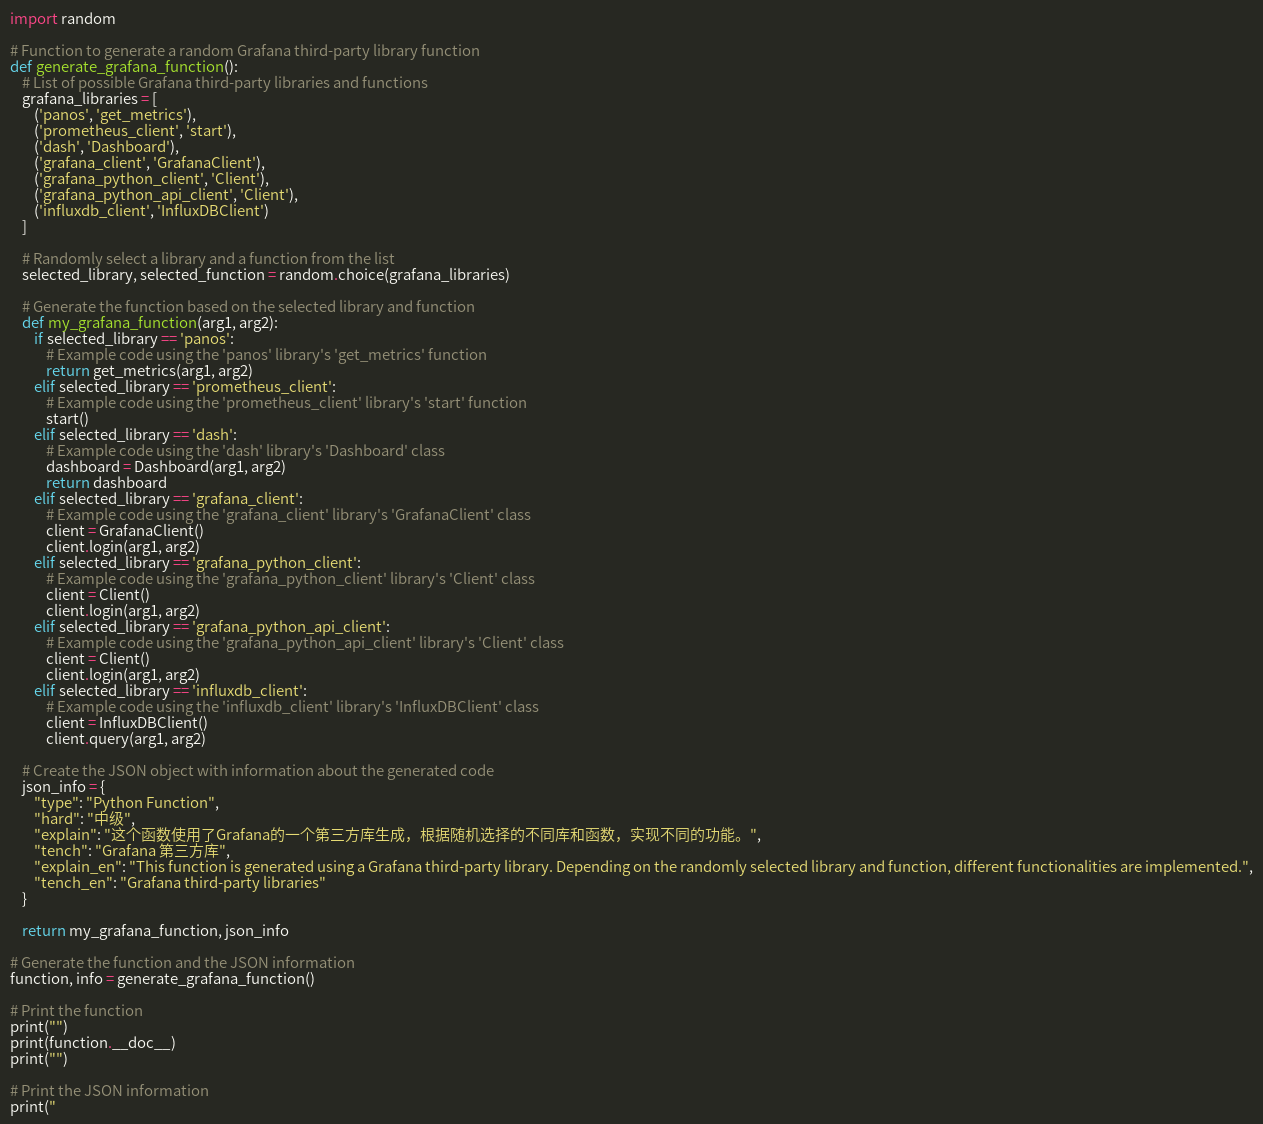 import random

# Function to generate a random Grafana third-party library function
def generate_grafana_function():
    # List of possible Grafana third-party libraries and functions
    grafana_libraries = [
        ('panos', 'get_metrics'),
        ('prometheus_client', 'start'),
        ('dash', 'Dashboard'),
        ('grafana_client', 'GrafanaClient'),
        ('grafana_python_client', 'Client'),
        ('grafana_python_api_client', 'Client'),
        ('influxdb_client', 'InfluxDBClient')
    ]

    # Randomly select a library and a function from the list
    selected_library, selected_function = random.choice(grafana_libraries)

    # Generate the function based on the selected library and function
    def my_grafana_function(arg1, arg2):
        if selected_library == 'panos':
            # Example code using the 'panos' library's 'get_metrics' function
            return get_metrics(arg1, arg2)
        elif selected_library == 'prometheus_client':
            # Example code using the 'prometheus_client' library's 'start' function
            start()
        elif selected_library == 'dash':
            # Example code using the 'dash' library's 'Dashboard' class
            dashboard = Dashboard(arg1, arg2)
            return dashboard
        elif selected_library == 'grafana_client':
            # Example code using the 'grafana_client' library's 'GrafanaClient' class
            client = GrafanaClient()
            client.login(arg1, arg2)
        elif selected_library == 'grafana_python_client':
            # Example code using the 'grafana_python_client' library's 'Client' class
            client = Client()
            client.login(arg1, arg2)
        elif selected_library == 'grafana_python_api_client':
            # Example code using the 'grafana_python_api_client' library's 'Client' class
            client = Client()
            client.login(arg1, arg2)
        elif selected_library == 'influxdb_client':
            # Example code using the 'influxdb_client' library's 'InfluxDBClient' class
            client = InfluxDBClient()
            client.query(arg1, arg2)

    # Create the JSON object with information about the generated code
    json_info = {
        "type": "Python Function",
        "hard": "中级",
        "explain": "这个函数使用了Grafana的一个第三方库生成，根据随机选择的不同库和函数，实现不同的功能。",
        "tench": "Grafana 第三方库",
        "explain_en": "This function is generated using a Grafana third-party library. Depending on the randomly selected library and function, different functionalities are implemented.",
        "tench_en": "Grafana third-party libraries"
    }

    return my_grafana_function, json_info

# Generate the function and the JSON information
function, info = generate_grafana_function()

# Print the function
print("")
print(function.__doc__)
print("")

# Print the JSON information
print("